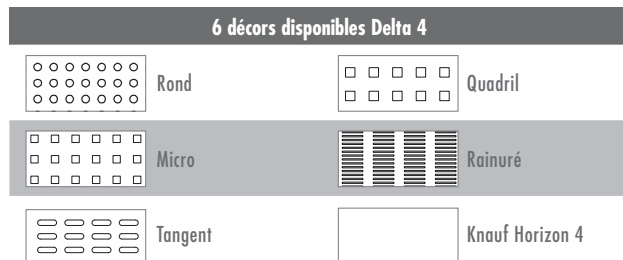 6 décors disponibles Delta 4
Rond
Quadril
Micro
Rainuré
Tangent
Knauf Horizon 4